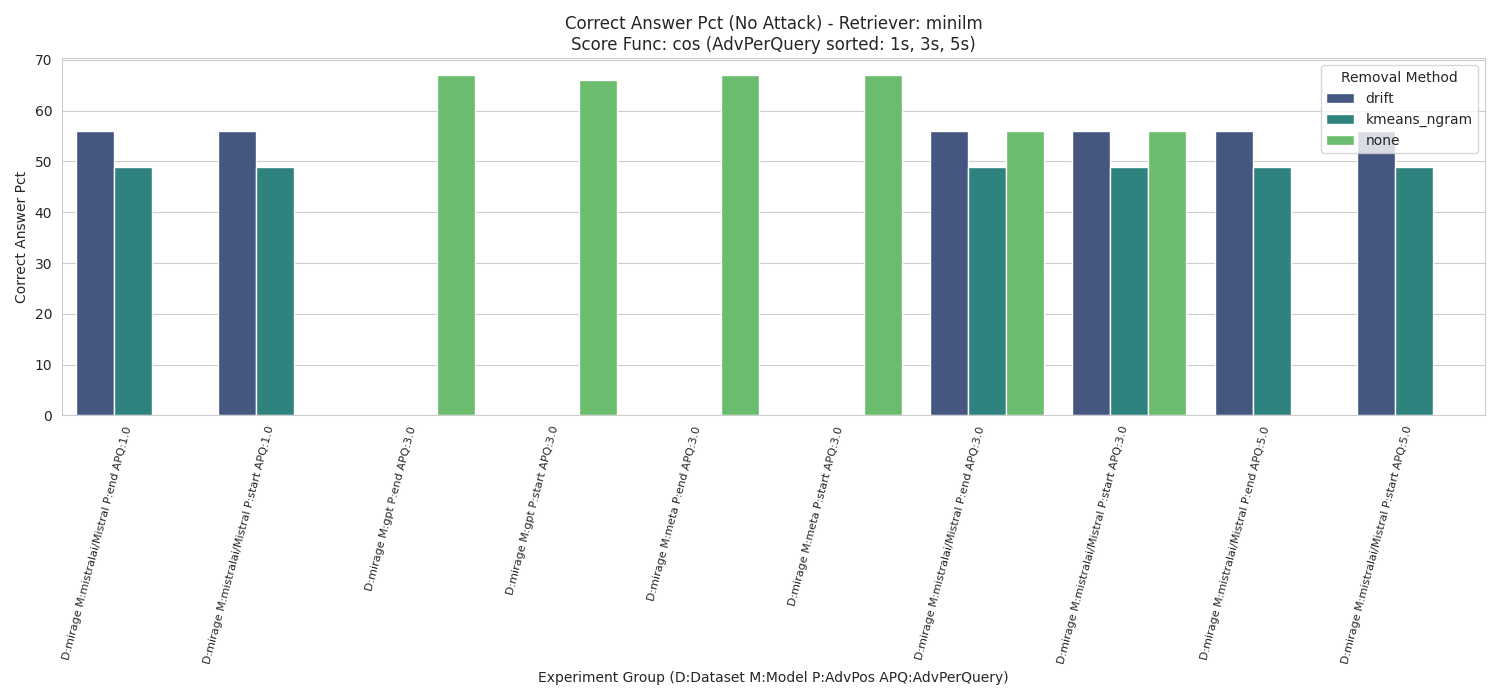 Correct Answer Pct (No Attack) - Retriever: minilm
Score Func: cos (AdvPerQuery sorted: 1s, 3s, 5s)
Removal Method
drift
kmeans_ngram
none
Correct Answer Pct
70
60
50
40
30
20
10
0
D:mirage M:mistralai/Mistral P:end APQ:1.0
D:mirage M:mistralai/Mistral P:start APQ:1.0
D:mirage M:gpt P:end APQ:3.0
D:mirage M:gpt P:start APQ:3.0
D:mirage M:meta P:end APQ:3.0
D:mirage M:meta P:start APQ:3.0
D:mirage M:mistralai/Mistral P:end APQ:3.0
D:mirage M:mistralai/Mistral P:start APQ:3.0
D:mirage M:mistralai/Mistral P:end APQ:5.0
D:mirage M:mistralai/Mistral P:start APQ:5.0
Experiment Group (D:Dataset M:Model P:AdvPos APQ:AdvPerQuery)